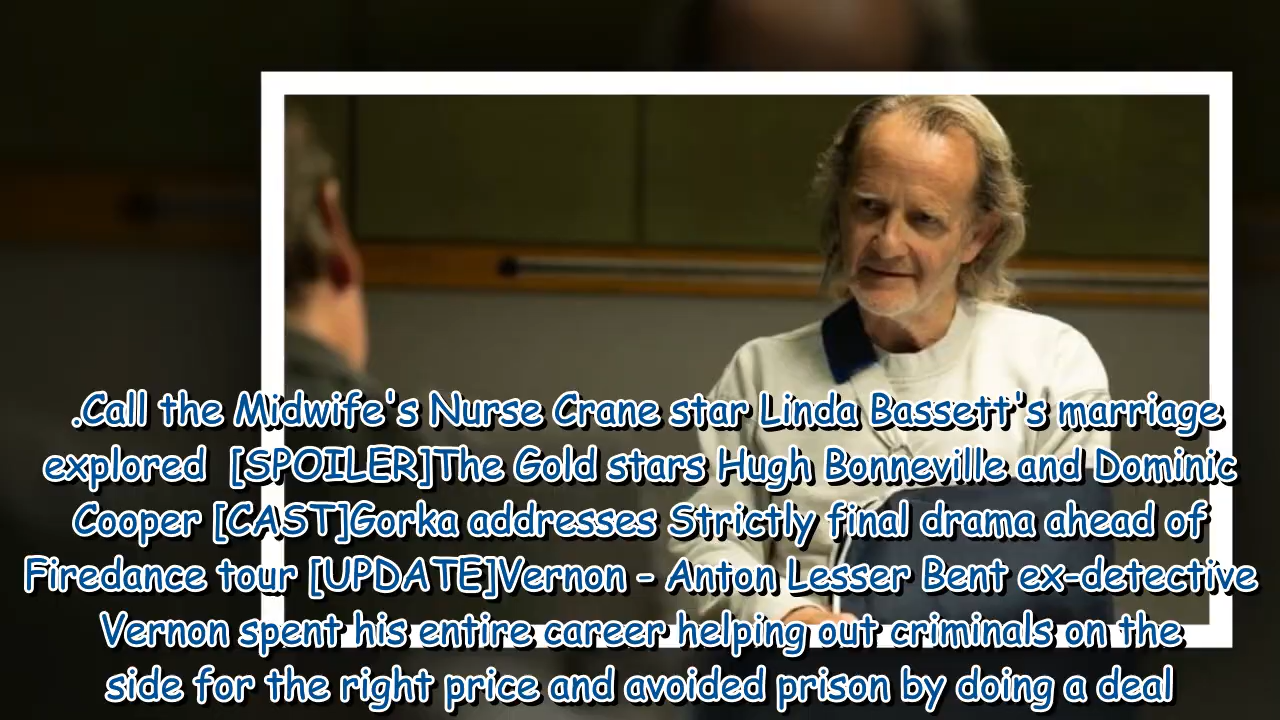 .Call the Midwife's Nurse Crane star Linda Bassett's marriage
explored  [SPOILER]The Gold stars Hugh Bonneville and Dominic
Cooper [CAST]Gorka addresses Strictly final drama ahead of
Firedance tour [UPDATE]Vernon - Anton Lesser Bent ex-detective
Vernon spent his entire career helping out criminals on the
side for the right price and avoided prison by doing a deal